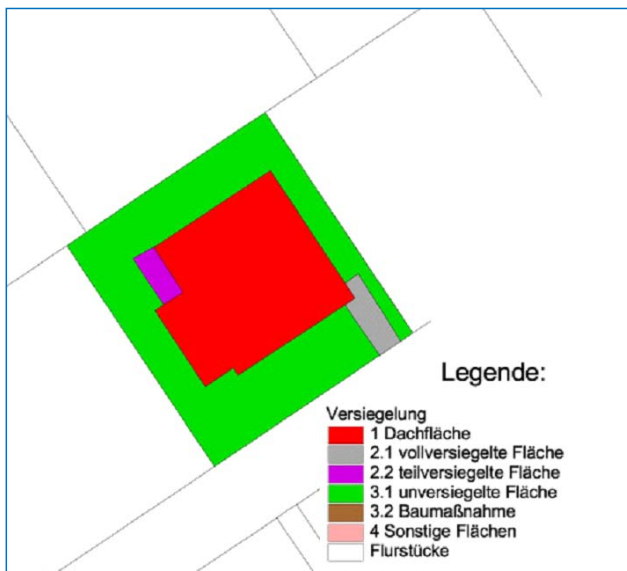 Legende:
Versiegelung
1 Dachfläche
2.1 vollversiegelte Fläche
2.2 teilversiegelte Fläche
3.1 unversiegelte Fläche
3.2 Baumaßnahme
4 Sonstige Flächen
Flurstücke